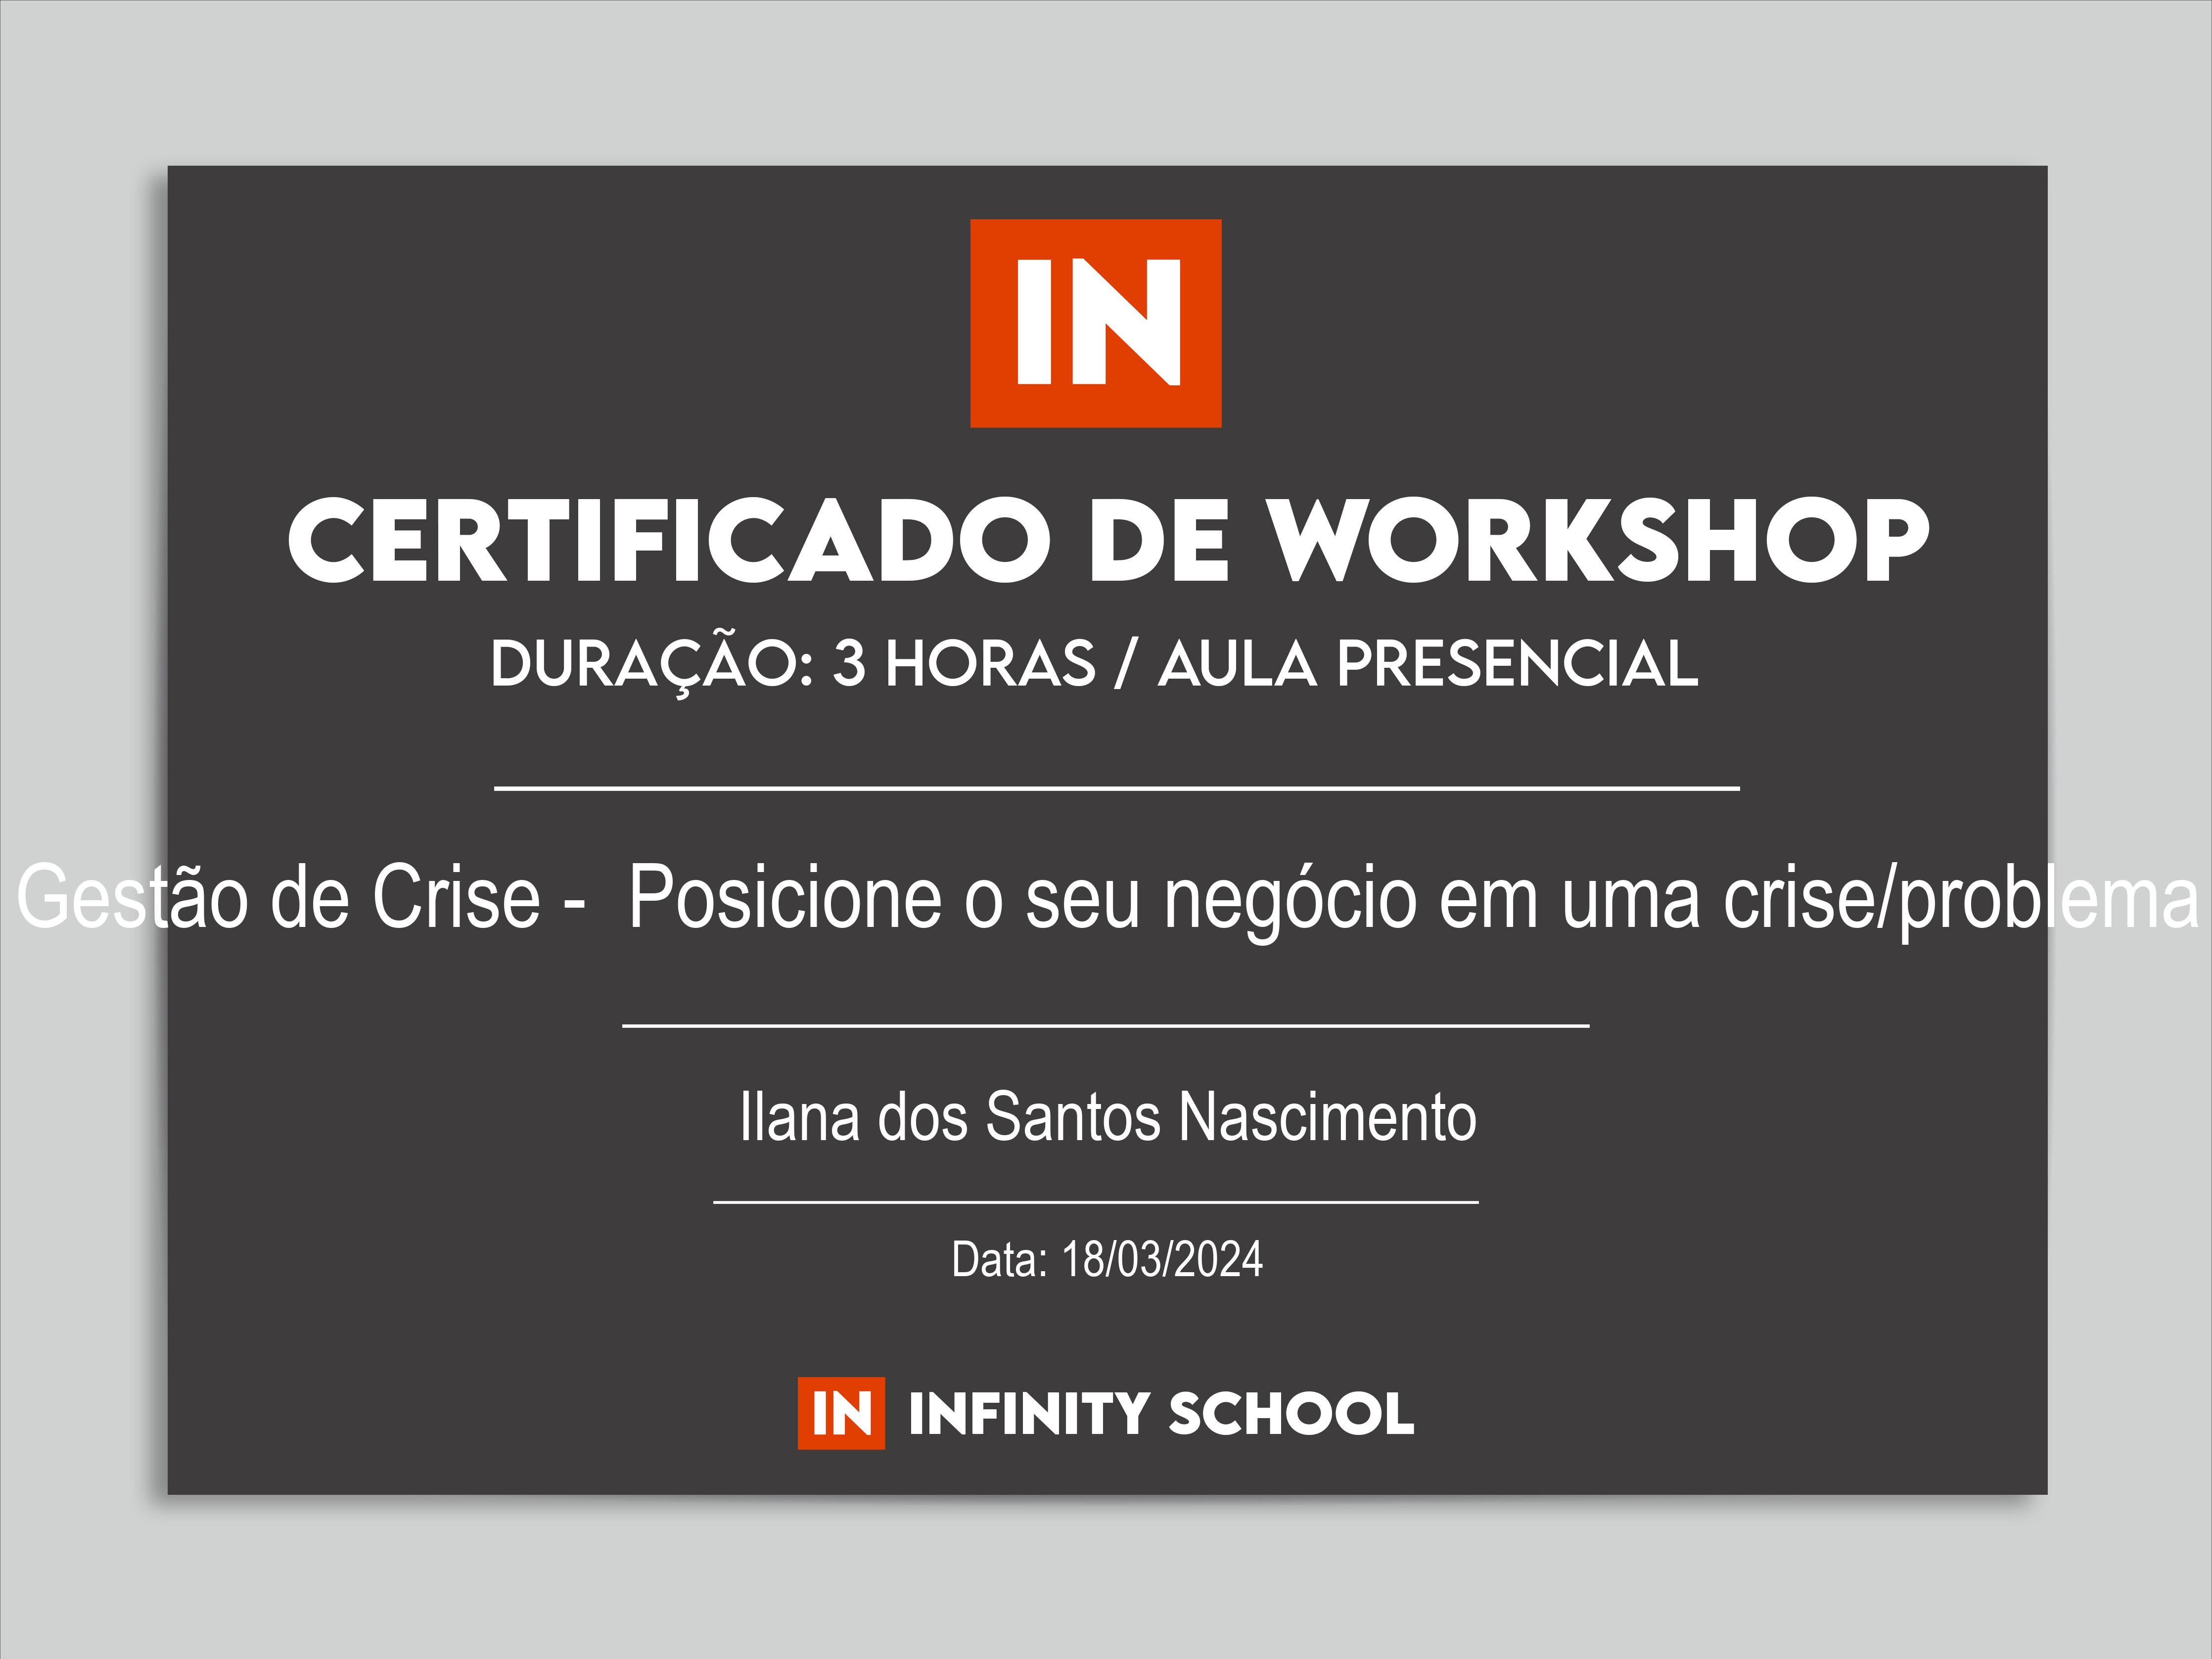 IN
CERTIFICADO DE WORKSHOP
DURAÇÃO: 3 HORAS / AULA PRESENCIAL
Gestão de Crise -  Posicione o seu negócio em uma crise/problema
Ilana dos Santos Nascimento
Data: 18/03/2024
IN INFINITY SCHOOL